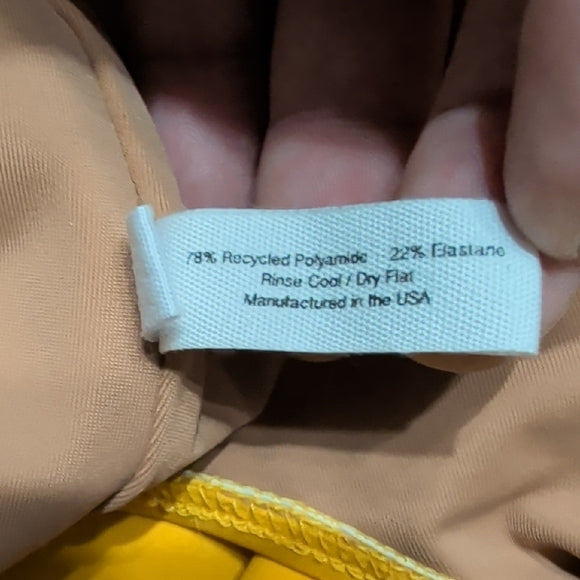 78% Recycled Polyamide 22% Elastane
Rinse Cool / Dry Flat
Manufactured in the USA